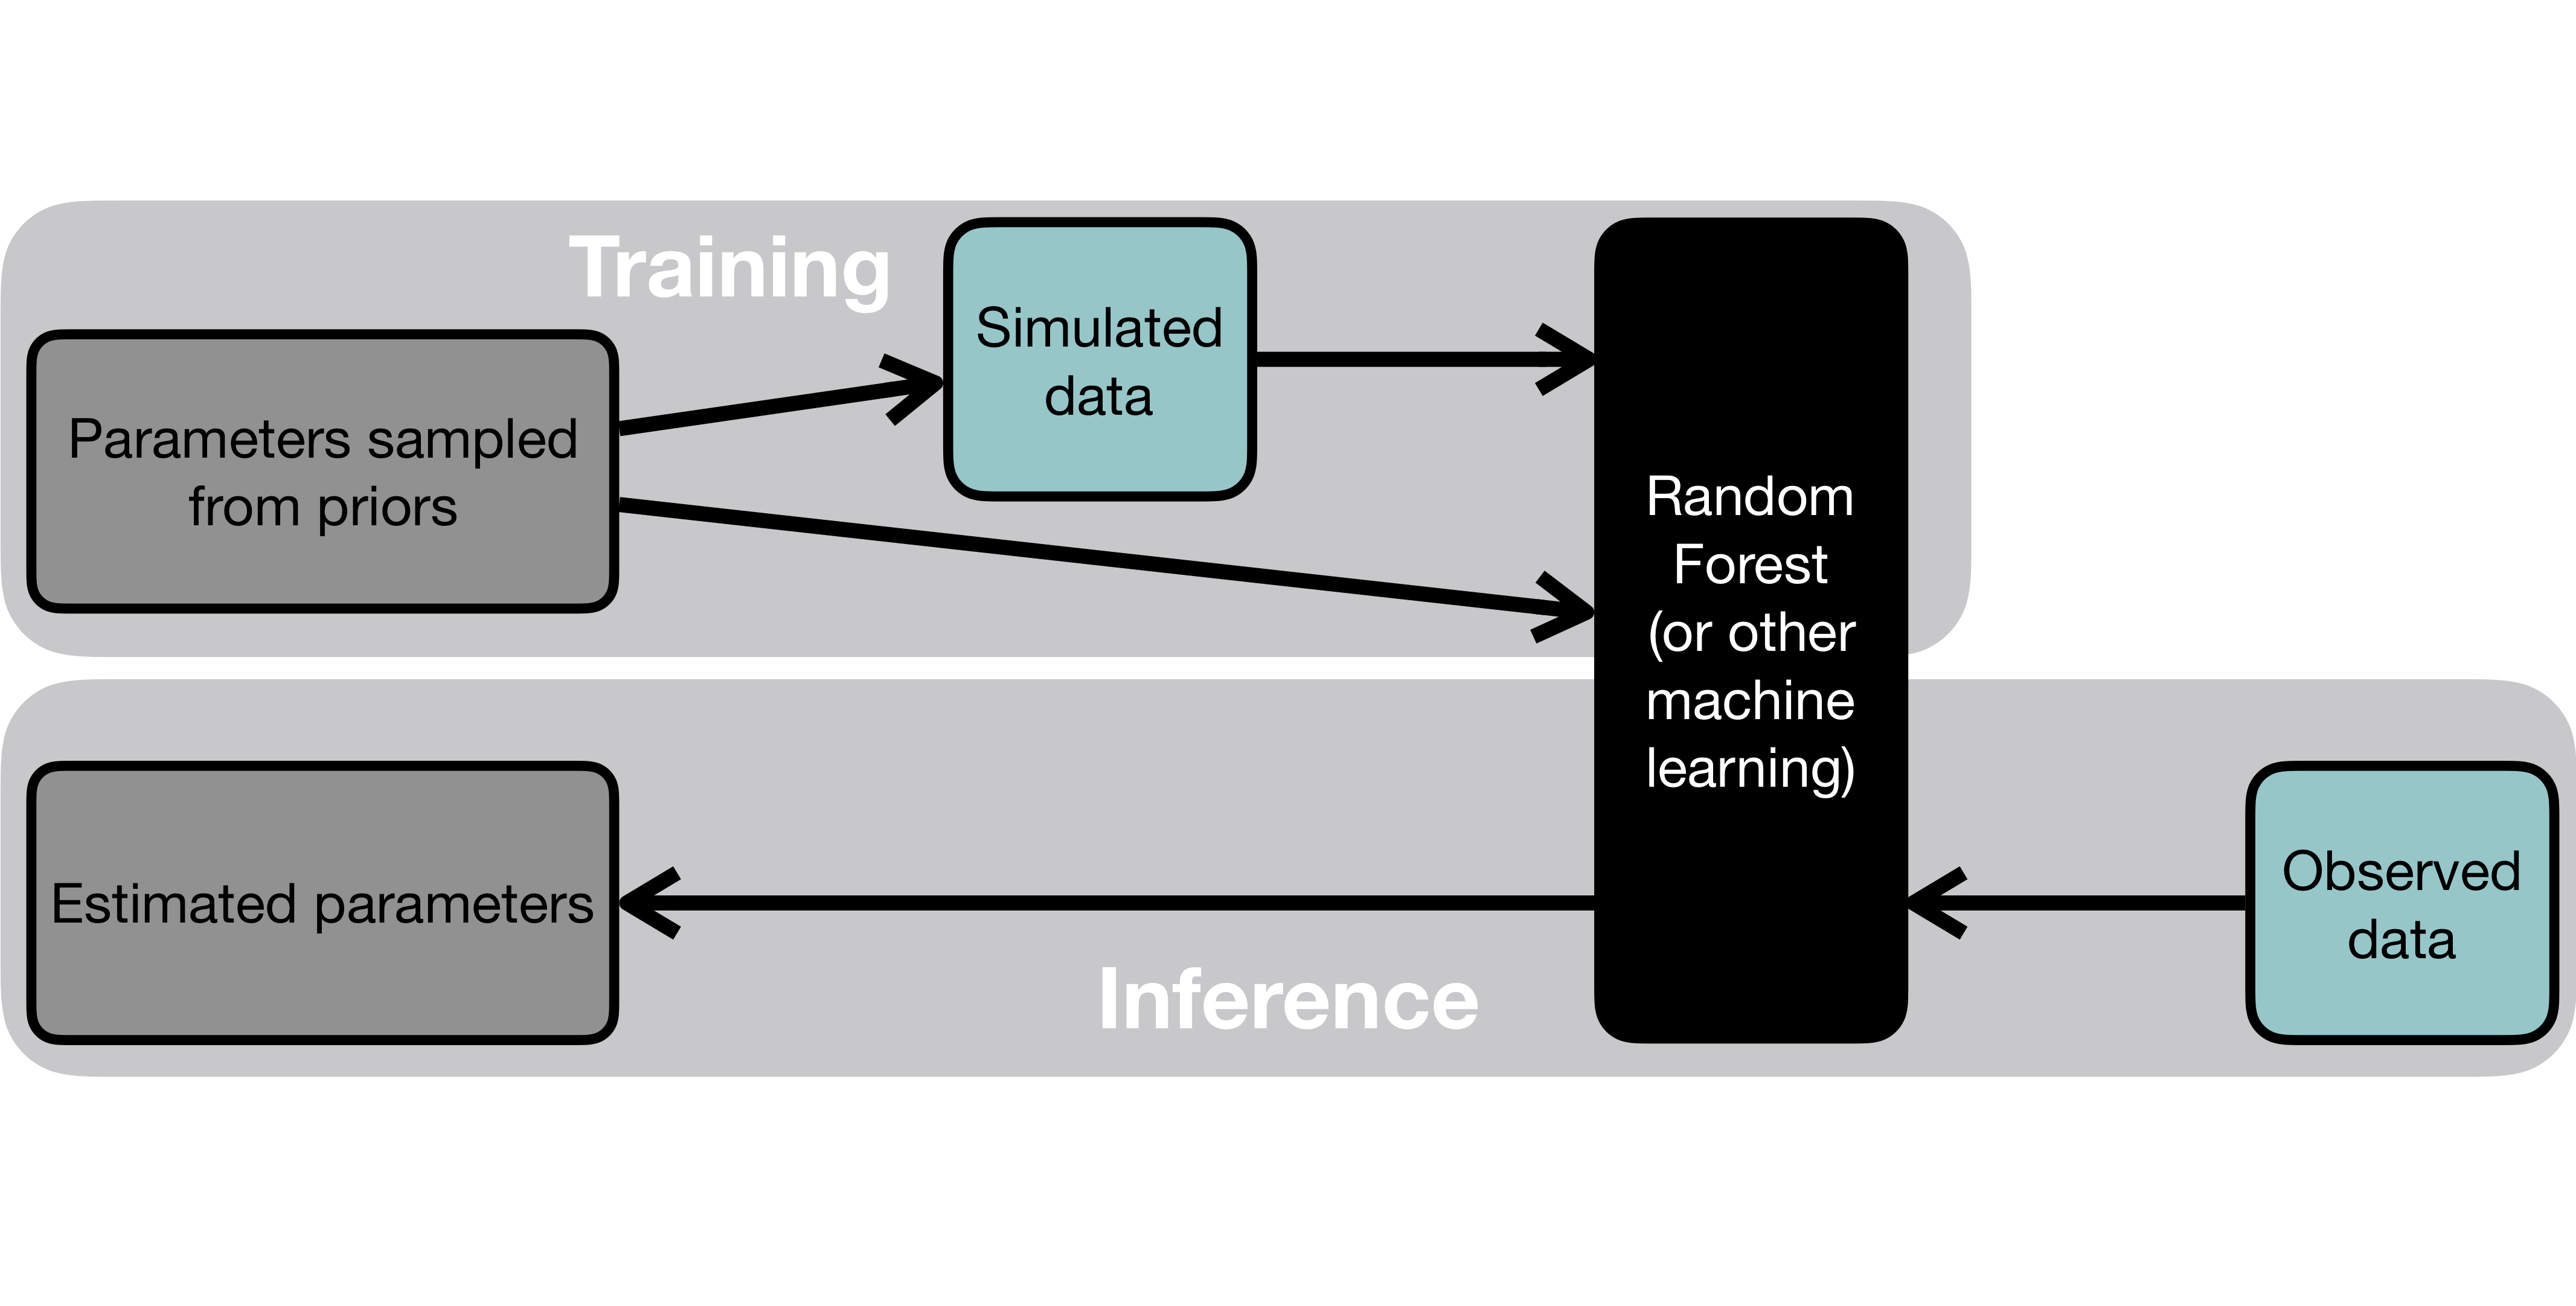 Training
Parameters sampled
from priors
Simulated
data
Random
Forest
(or other
machine
learning)
Estimated parameters
Inference
Observed
data